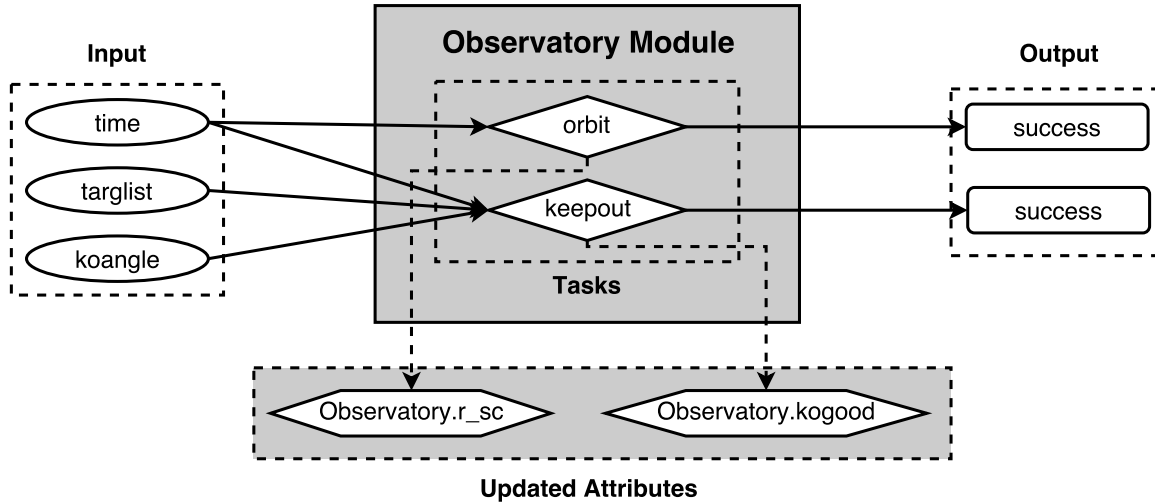 Observatory Module
Input
Output
time
orbit
success
targlist
keepout
success
koangle
Tasks
Observatory.r_sc
Observatory.kogood
Updated Attributes